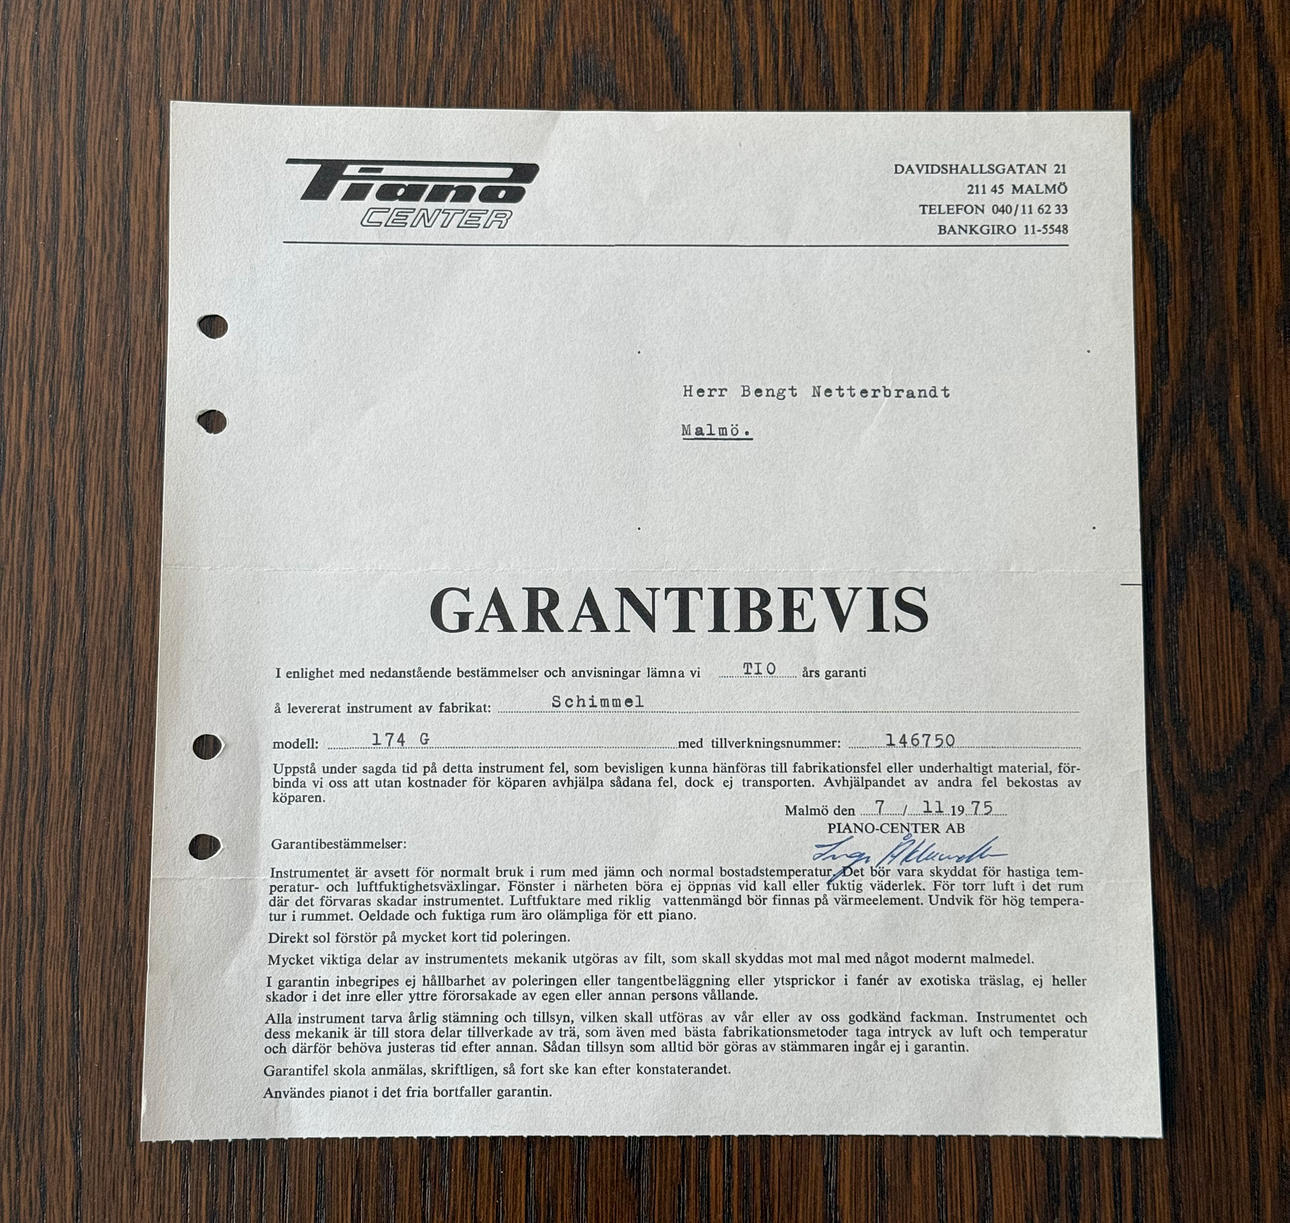 Piano
CENTER
DAVIDSHALLSGATAN 21
211 45 MALMÖ
TELEFON 040/11 62 33
BANKGIRO 11-5548
Herr Bengt Netterbrandt
Malmö.
GARANTIBEVIS
I enlighet med nedanstående bestämmelser och anvisningar lämna vi TIO års garanti
å levererat instrument av fabrikat: Schimmel
modell: 174 G med tillverkningsnummer: 146750
Uppstå under sagda tid på detta instrument fel, som bevisligen kunna hänföras till fabrikationsfel eller underhaltigt material, för-
binda vi oss att utan kostnader för köparen avhjälpa sådana fel, dock ej transporten. Avhjälpandet av andra fel bekostas av
köparen.
Malmö den 7 / 11 19 75
PIANO-CENTER AB
Garantibestämmelser:
Instrumentet är avsett för normalt bruk i rum med jämn och normal bostadstemperatur. Det bör vara skyddat för hastiga tem-
peratur- och luftfuktighetsväxlingar. Fönster i närheten böra ej öppnas vid kall eller fuktig väderlek. För torr luft i det rum
där det förvaras skadar instrumentet. Luftfuktare med riklig vattenmängd bör finnas på värmeelement. Undvik för hög tempera-
tur i rummet. Oeldade och fuktiga rum äro olämpliga för ett piano.
Direkt sol förstör på mycket kort tid poleringen.
Mycket viktiga delar av instrumentets mekanik utgöras av filt, som skall skyddas mot mal med något modernt malmedel.
I garantin inbegripes ej hållbarhet av poleringen eller tangentbeläggning eller ytsprickor i fanér av exotiska träslag, ej heller
skador i det inre eller yttre förorsakade av egen eller annan persons vållande.
Alla instrument tarva årlig stämning och tillsyn, vilken skall utföras av vår eller av oss godkänd fackman. Instrumentet och
dess mekanik är till stora delar tillverkade av trä, som även med bästa fabrikationsmetoder taga intryck av luft och temperatur
och därför behöva justeras tid efter annan. Sådan tillsyn som alltid bör göras av stämmaren ingår ej i garantin.
Garantifel skola anmälas, skriftligen, så fort ske kan efter konstaterandet.
Användes pianot i det fria bortfaller garantin.